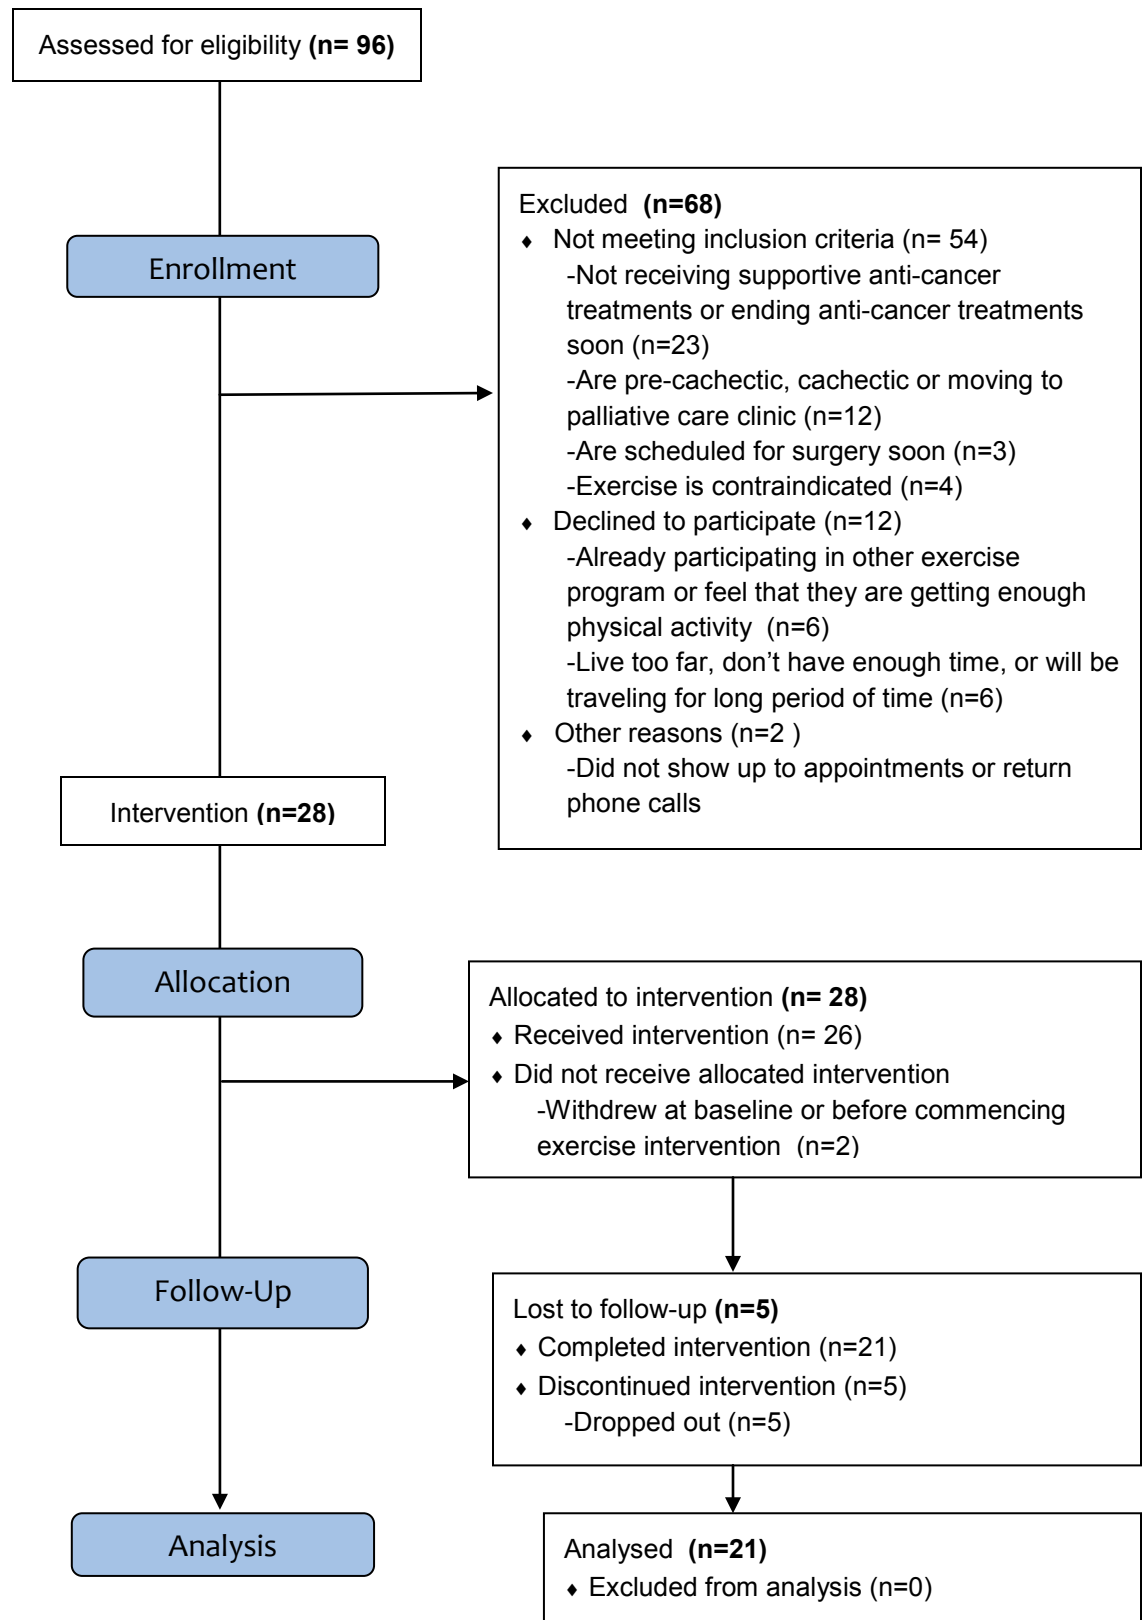 Assessed for eligibility (n= 96)
Enrollment
Excluded (n=68)
♦ Not meeting inclusion criteria (n= 54)
-Not receiving supportive anti-cancer
treatments or ending anti-cancer treatments
soon (n=23)
-Are pre-cachectic, cachectic or moving to
palliative care clinic (n=12)
-Are scheduled for surgery soon (n=3)
-Exercise is contraindicated (n=4)
♦ Declined to participate (n=12)
-Already participating in other exercise
program or feel that they are getting enough
physical activity (n=6)
-Live too far, don’t have enough time, or will be
traveling for long period of time (n=6)
♦ Other reasons (n=2 )
-Did not show up to appointments or return
phone calls
Intervention (n=28)
Allocation
Allocated to intervention (n= 28)
♦ Received intervention (n= 26)
♦ Did not receive allocated intervention
-Withdrew at baseline or before commencing
exercise intervention (n=2)
Follow-Up
Lost to follow-up (n=5)
♦ Completed intervention (n=21)
♦ Discontinued intervention (n=5)
-Dropped out (n=5)
Analysis
Analysed (n=21)
♦ Excluded from analysis (n=0)